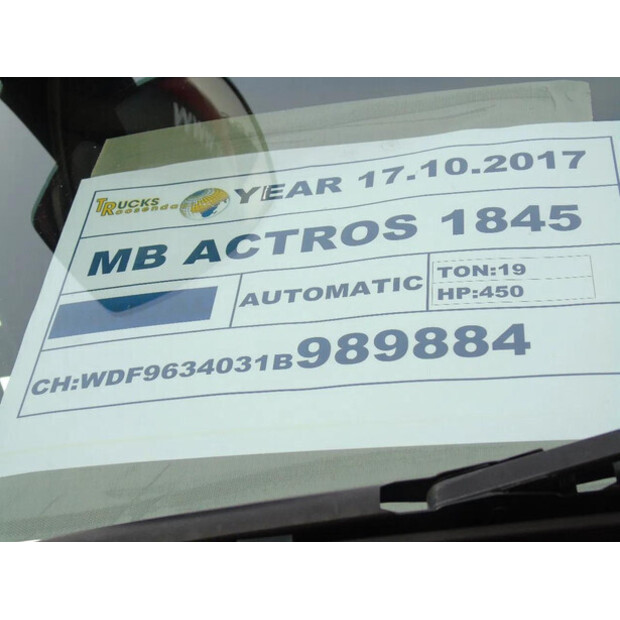 TRUCKS
Roosendaal
YEAR 17.10.2017
MB ACTROS 1845
AUTOMATIC
TON:19
HP:450
CH:WDF9634031B989884